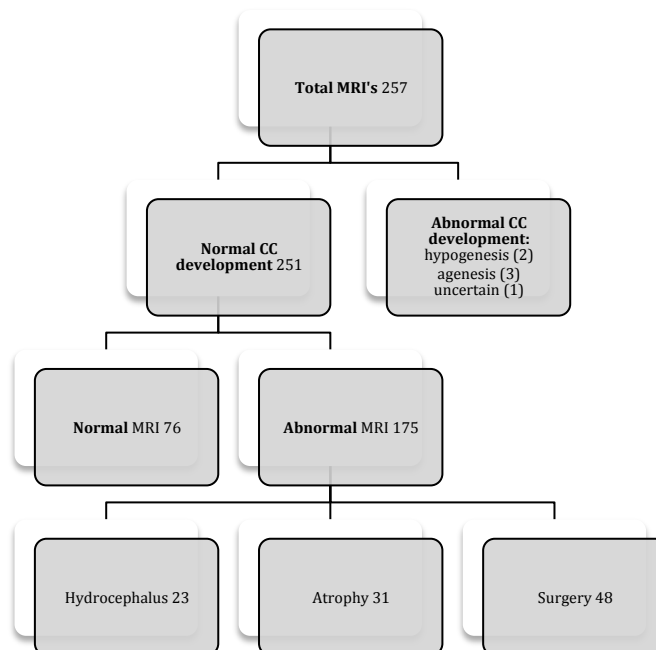 Total MRI's 257
Normal CC
development 251
Abnormal CC
development:
hypogenesis (2)
agenesis (3)
uncertain (1)
Normal MRI 76
Abnormal MRI 175
Hydrocephalus 23
Atrophy 31
Surgery 48